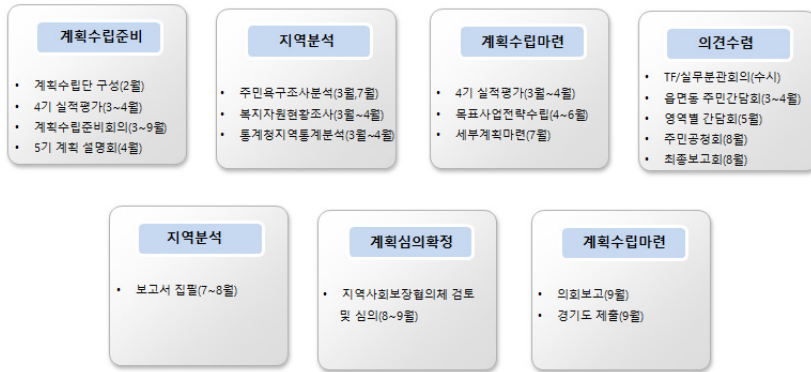 계획수립준비
• 계획수립단 구성(2월)
• 4기 실적평가(3~4월)
• 계획수립준비회의(3~9월)
• 5기 계획 설명회(4월)
지역분석
• 주민욕구조사분석(3월,7월)
• 복지자원현황조사(3월~4월)
• 통계청지역통계분석(3월~4월)
계획수립마련
• 4기 실적평가(3월~4월)
• 목표사업전략수립(4~6월)
• 세부계획마련(7월)
의견수렴
• TF/실무분관회의(수시)
• 읍면동 주민간담회(3~4월)
• 영역별 간담회(5월)
• 주민공청회(8월)
• 최종보고회(8월)
지역분석
• 보고서 집필(7~8월)
계획심의확정
• 지역사회보장협의체 검토
및 심의(8~9월)
계획수립마련
• 의회보고(9월)
• 경기도 제출(9월)